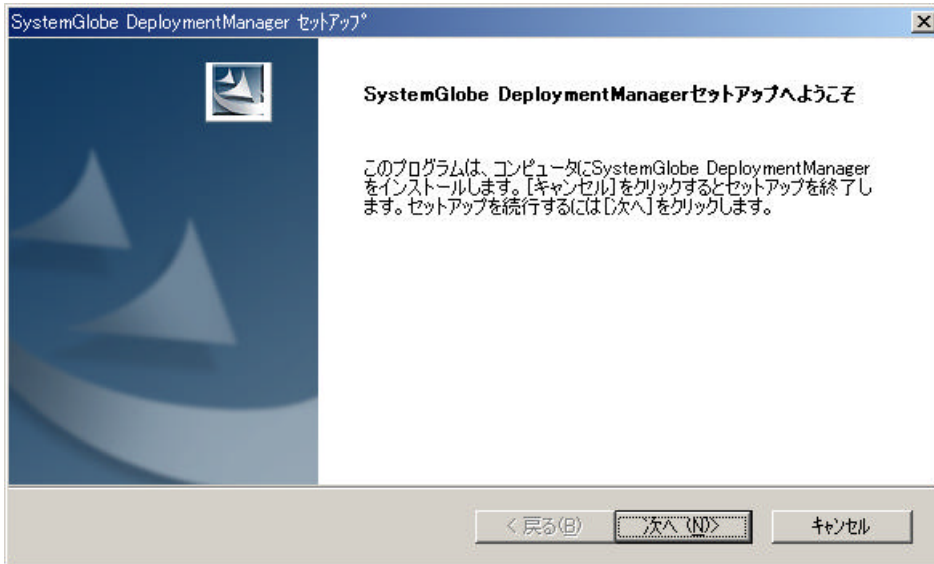 SystemGlobe DeploymentManager ｾｯﾄｱｯﾌﾟ
SystemGlobe DeploymentManagerセットアップへようこそ
このプログラムは、コンピュータにSystemGlobe DeploymentManager
をインストールします。[キャンセル]をクリックするとセットアップを終了し
ます。セットアップを続行するには[次へ]をクリックします。
< 戻る(B)
次へ (N)>
ｷｬﾝｾﾙ